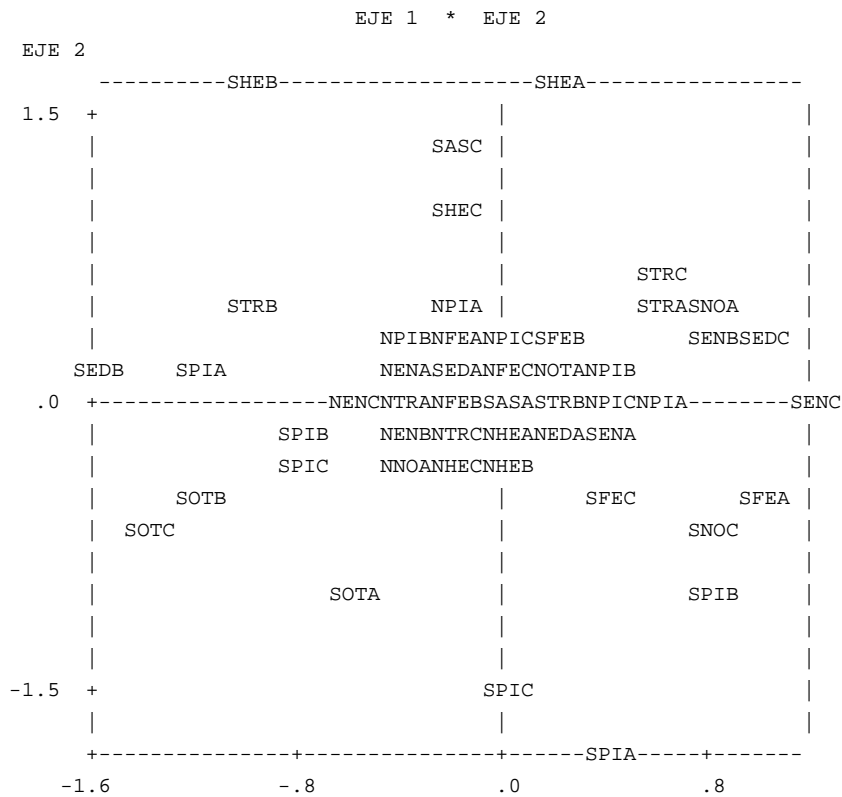 EJE 1 * EJE 2
EJE 2
----------SHEB--------------------SHEA-----------------
1.5 + | |
| SASC | |
| | |
| SHEC | |
| | |
| | STRC |
| STRB NPIA | STRASNOA |
| NPIBNFEANPICSFEB SENBSEDC |
SEDB SPIA NENASEDANFECNOTANPIB |
.0 +------------------NENCNTRANFEBSASASTRBNPICNPIA--------SENC
| SPIB NENBNTRCNHEANEDASENA |
| SPIC NNOANHECNHEB |
| SOTB | SFEC SFEA |
| SOTC | SNOC |
| | |
| SOTA | SPIB |
| | |
| | |
-1.5 + SPIC |
| | |
+-------------------+-------------------+-------SPIA-----+---------
-1.6 -.8 .0 .8